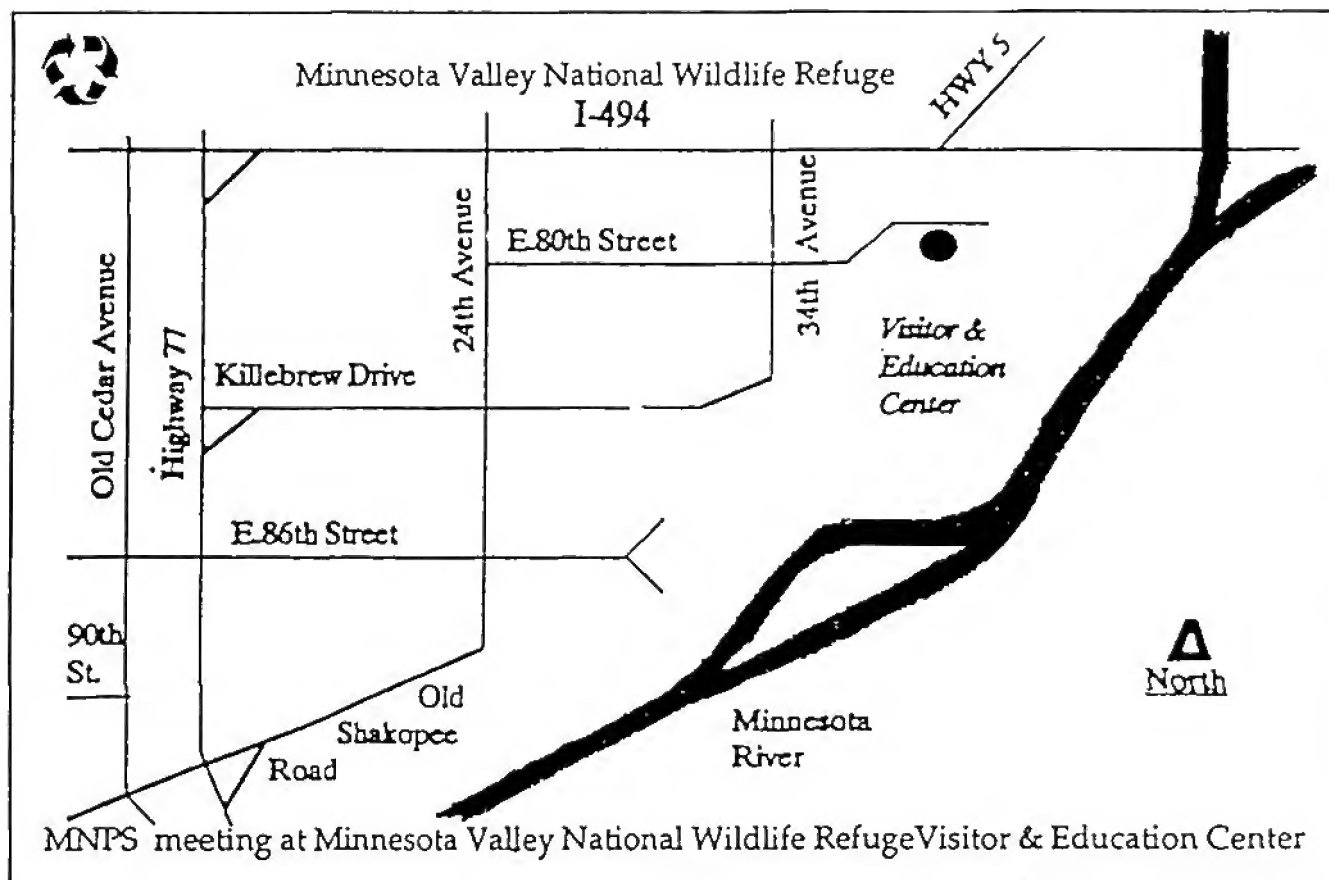 Minnesota Valley National Wildlife Refuge
I-494
HWY 5
Old Cedar Avenue
Highway 77
24th Avenue
34th Avenue
E.80th Street
Visitor &
Education
Center
Killebrew Drive
E.86th Street
90th
St.
Old
Shakopee
Road
Minnesota
River
North
MNPS meeting at Minnesota Valley National Wildlife RefugeVisitor & Education Center